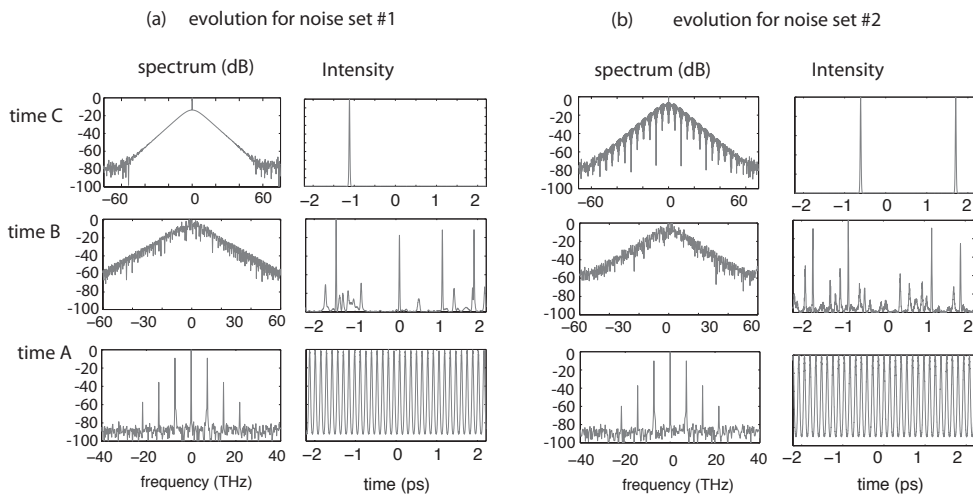 (a) evolution for noise set #1
(b) evolution for noise set #2
spectrum (dB) Intensity
spectrum (dB) Intensity
time C
0
-20
-40
-60
-80
-100
-60 0 60
-2 -1 0 1 2
0
-20
-40
-60
-80
-100
-60 0 60
-2 -1 0 1 2
time B
0
-20
-40
-60
-80
-100
-60 -30 0 30 60
-2 -1 0 1 2
0
-20
-40
-60
-80
-100
-60 -30 0 30 60
-2 -1 0 1 2
time A
0
-20
-40
-60
-80
-100
-40 -20 0 20 40
-2 -1 0 1 2
0
-20
-40
-60
-80
-100
-40 -20 0 20 40
-2 -1 0 1 2
frequency (THz) time (ps)
frequency (THz) time (ps)